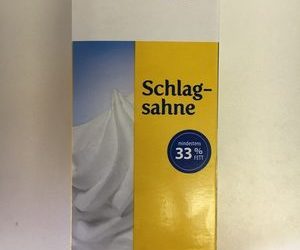 Schlag-
sahne
mindestens
33 %
FETT